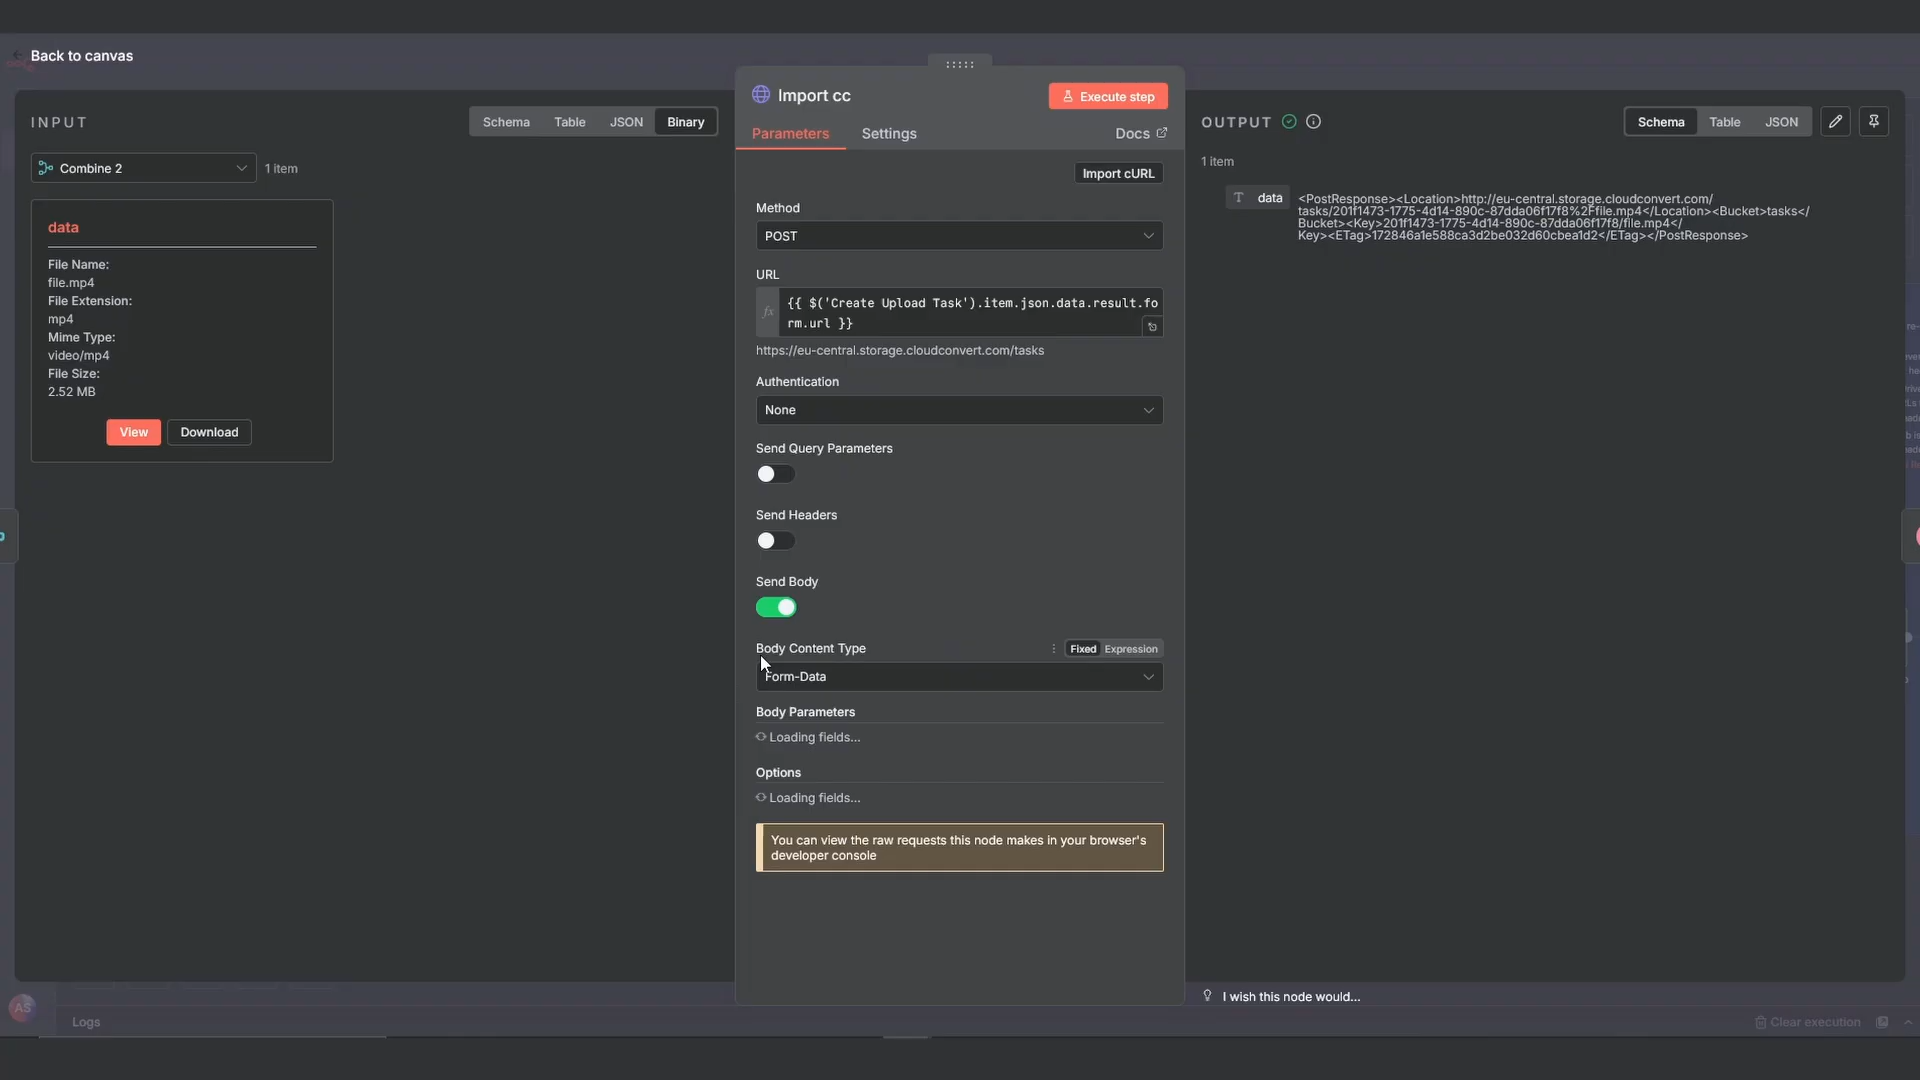 Back to canvas
INPUT
Schema
Table
JSON
Binary
Combine 2
1 item
data
File Name:
file.mp4
File Extension:
mp4
Mime Type:
video/mp4
File Size:
2.52 MB
View
Download
Import cc
Execute step
Parameters
Settings
Docs
Import cURL
Method
POST
URL
fx
{{ $('Create Upload Task').item.json.data.result.fo
rm.url }}
https://eu-central.storage.cloudconvert.com/tasks
Authentication
None
Send Query Parameters
Send Headers
Send Body
Body Content Type
Fixed
Expression
Form-Data
Body Parameters
Loading fields...
Options
Loading fields...
You can view the raw requests this node makes in your browser's
developer console
OUTPUT
Schema
Table
JSON
1 item
T data
<PostResponse><Location>http://eu-central.storage.cloudconvert.com/
tasks/201f1473-1775-4d14-890c-87dda06f17f8%2Ffile.mp4</Location><Bucket>tasks</
Bucket><Key>201f1473-1775-4d14-890c-87dda06f17f8/file.mp4</
Key><ETag>172846a1e588ca3d2be032d60cbea1d2</ETag></PostResponse>
I wish this node would...
AS
Logs
Clear execution